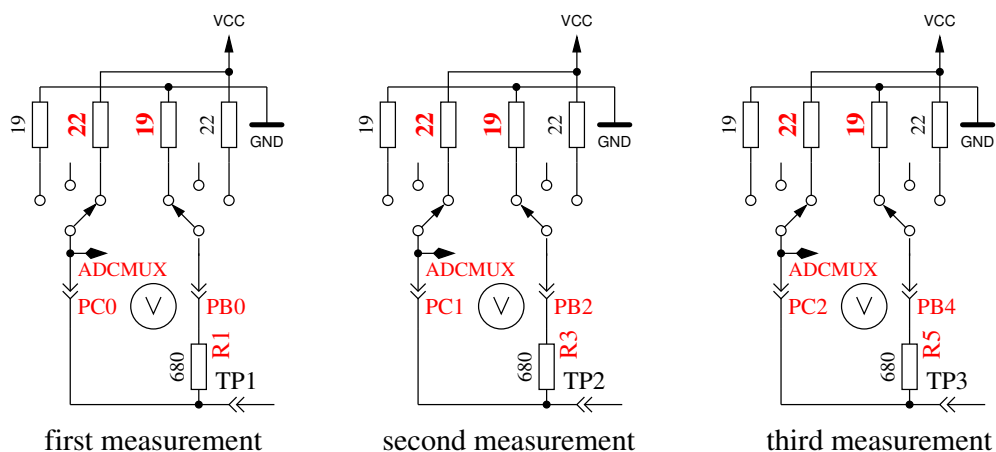 VCC
19
22
19
22
GND
ADCMUX
PC0
V
PB0
R1
680
TP1
first measurement
VCC
19
22
19
22
GND
ADCMUX
PC1
V
PB2
R3
680
TP2
second measurement
VCC
19
22
19
22
GND
ADCMUX
PC2
V
PB4
R5
680
TP3
third measurement